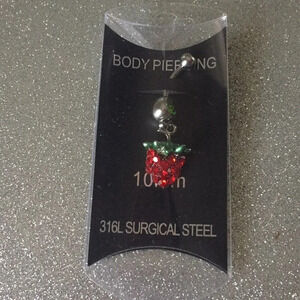 BODY PIERCING
10mm
316L SURGICAL STEEL